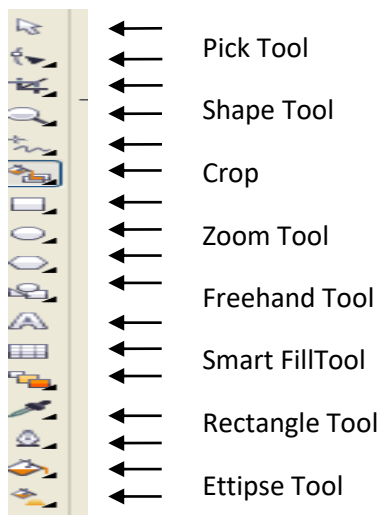 Pick Tool
Shape Tool
Crop
Zoom Tool
Freehand Tool
Smart FillTool
Rectangle Tool
Ettipse Tool